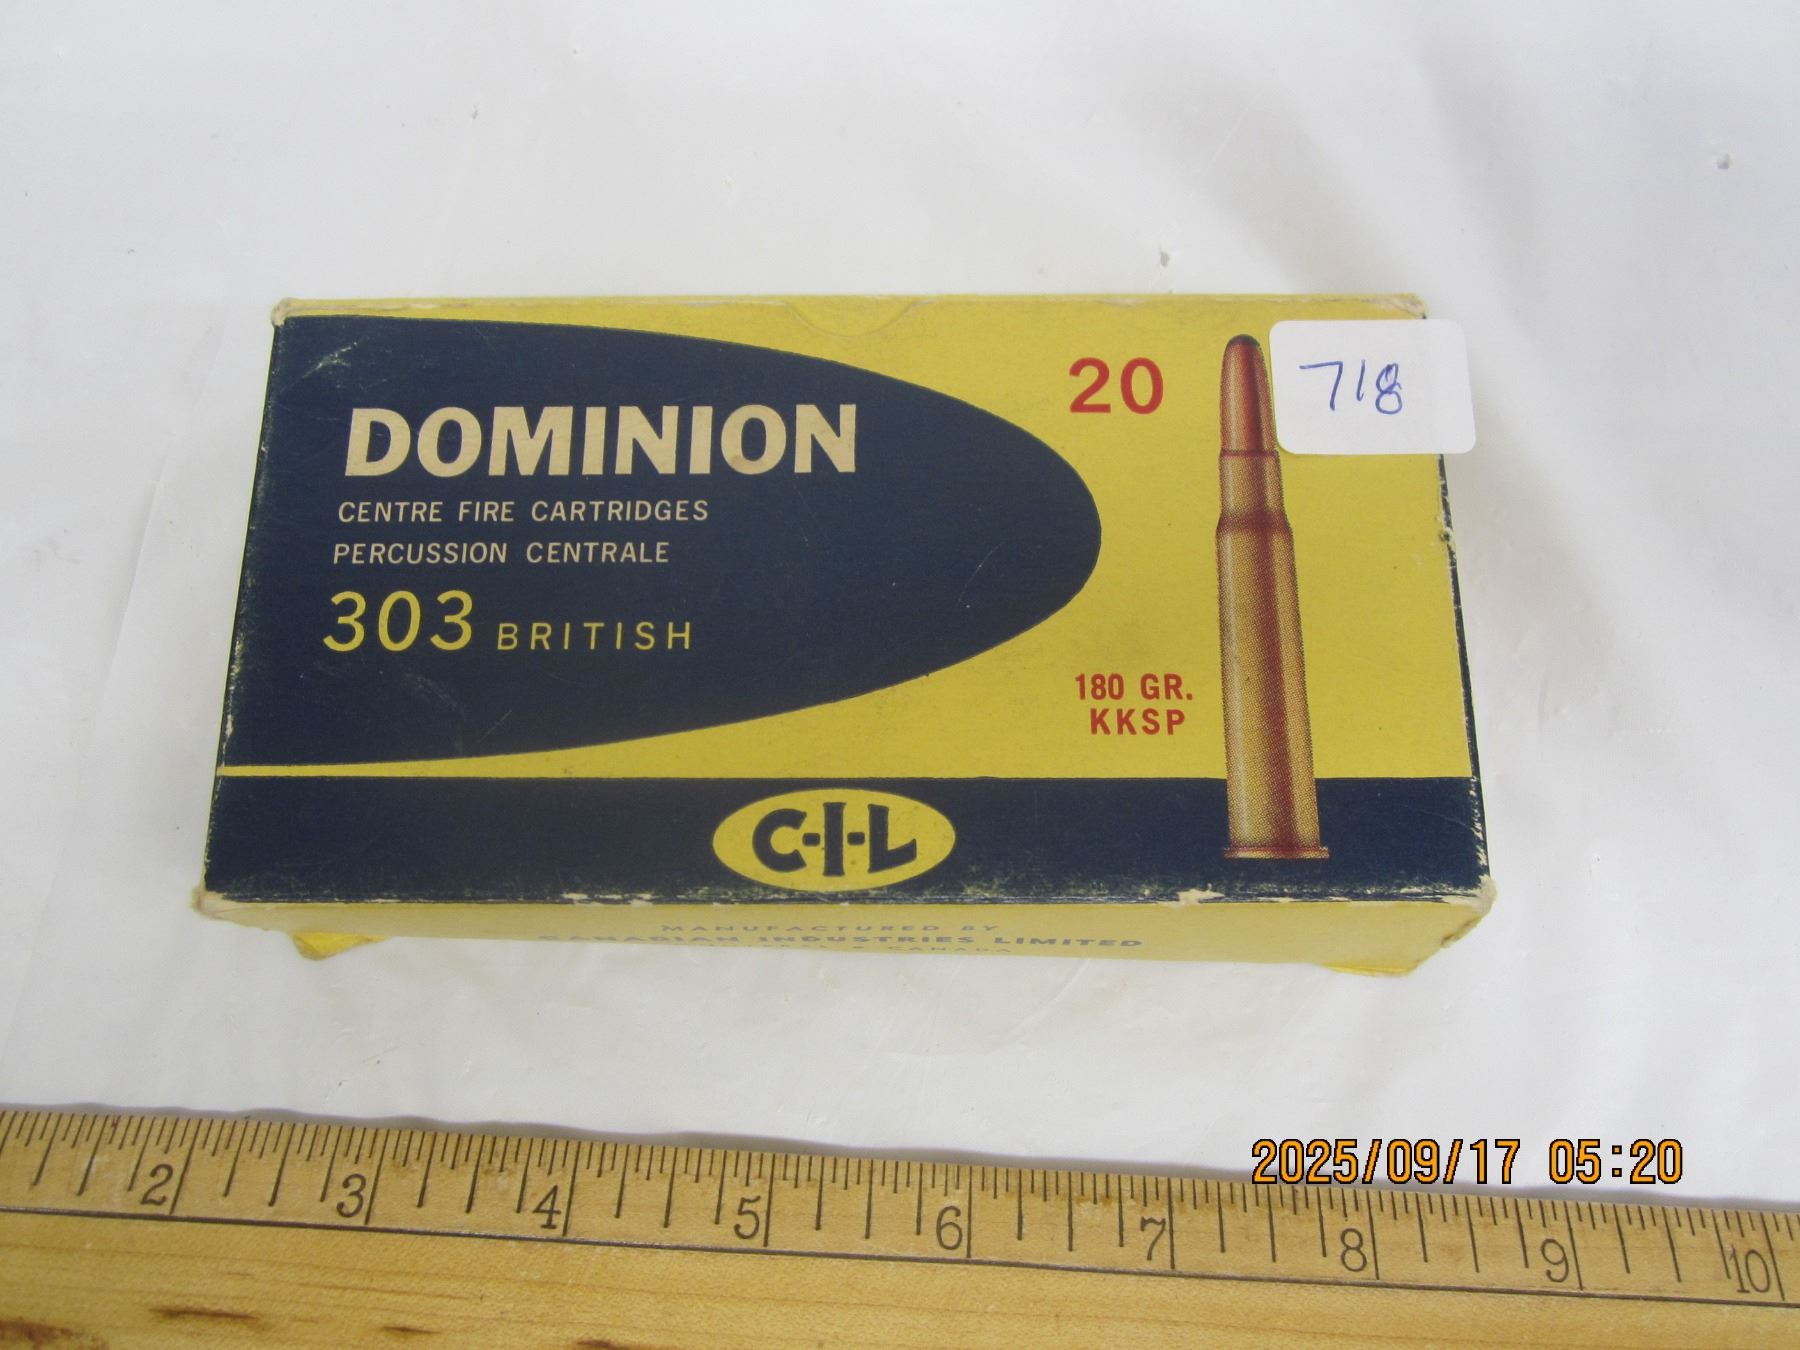 20
718
DOMINION
CENTRE FIRE CARTRIDGES
PERCUSSION CENTRALE
303 BRITISH
180 GR.
KKSP
C-I-L
MANUFACTURED BY
CANADIAN INDUSTRIES LIMITED
CANADA
2025/09/17 05:20
2 3 4 5 6 7 8 9 10